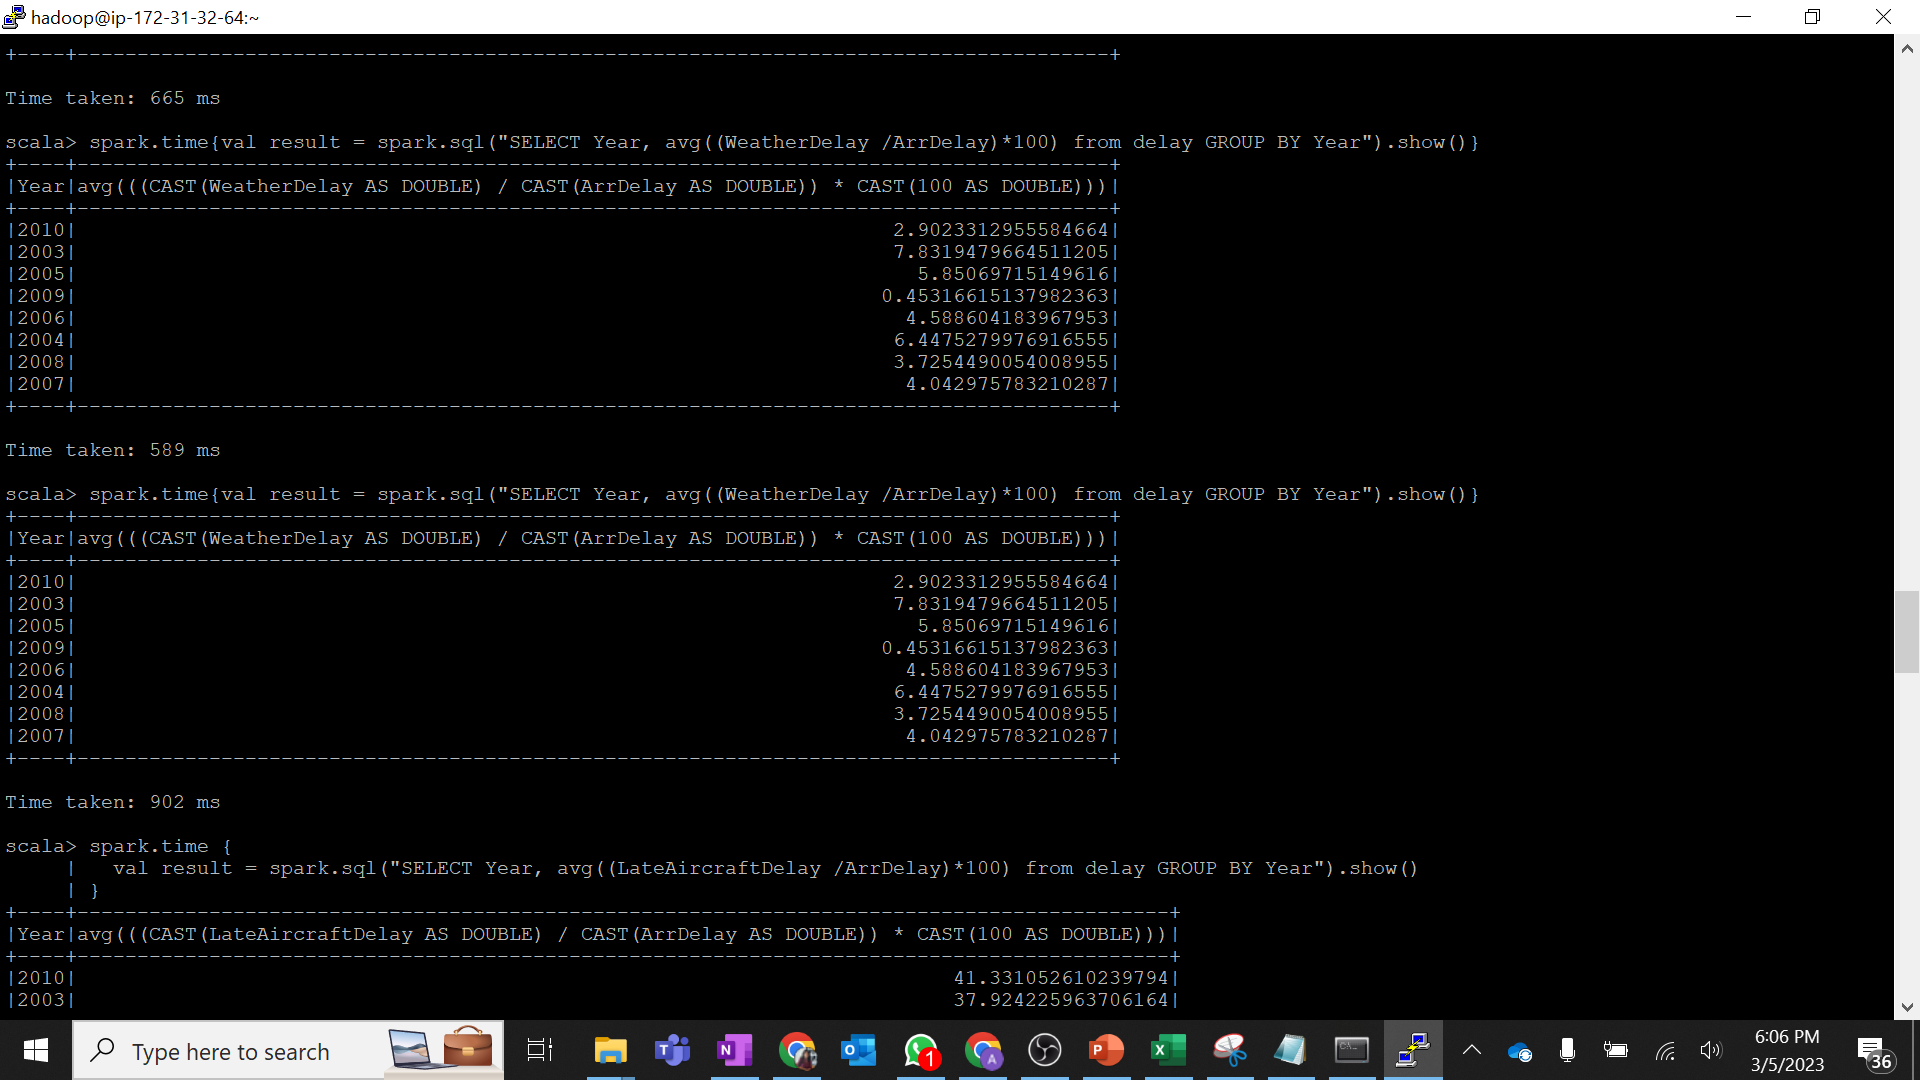 hadoop@ip-172-31-32-64:~
+----+--------------------------------------------------------------------------------------+
Time taken: 665 ms
scala> spark.time{val result = spark.sql("SELECT Year, avg((WeatherDelay /ArrDelay)*100) from delay GROUP BY Year").show()}
+----+--------------------------------------------------------------------------------------+
|Year|avg(((CAST(WeatherDelay AS DOUBLE) / CAST(ArrDelay AS DOUBLE)) * CAST(100 AS DOUBLE)))|
+----+--------------------------------------------------------------------------------------+
|2010| 2.9023312955584664|
|2003| 7.8319479664511205|
|2005| 5.85069715149616|
|2009| 0.45316615137982363|
|2006| 4.588604183967953|
|2004| 6.4475279976916555|
|2008| 3.7254490054008955|
|2007| 4.042975783210287|
+----+--------------------------------------------------------------------------------------+
Time taken: 589 ms
scala> spark.time{val result = spark.sql("SELECT Year, avg((WeatherDelay /ArrDelay)*100) from delay GROUP BY Year").show()}
+----+--------------------------------------------------------------------------------------+
|Year|avg(((CAST(WeatherDelay AS DOUBLE) / CAST(ArrDelay AS DOUBLE)) * CAST(100 AS DOUBLE)))|
+----+--------------------------------------------------------------------------------------+
|2010| 2.9023312955584664|
|2003| 7.8319479664511205|
|2005| 5.85069715149616|
|2009| 0.45316615137982363|
|2006| 4.588604183967953|
|2004| 6.4475279976916555|
|2008| 3.7254490054008955|
|2007| 4.042975783210287|
+----+--------------------------------------------------------------------------------------+
Time taken: 902 ms
scala> spark.time {
| val result = spark.sql("SELECT Year, avg((LateAircraftDelay /ArrDelay)*100) from delay GROUP BY Year").show()
| }
+----+-------------------------------------------------------------------------------------------+
|Year|avg(((CAST(LateAircraftDelay AS DOUBLE) / CAST(ArrDelay AS DOUBLE)) * CAST(100 AS DOUBLE)))|
+----+-------------------------------------------------------------------------------------------+
|2010| 41.331052610239794|
|2003| 37.924225963706164|
Type here to search
1
A
6:06 PM
3/5/2023
36